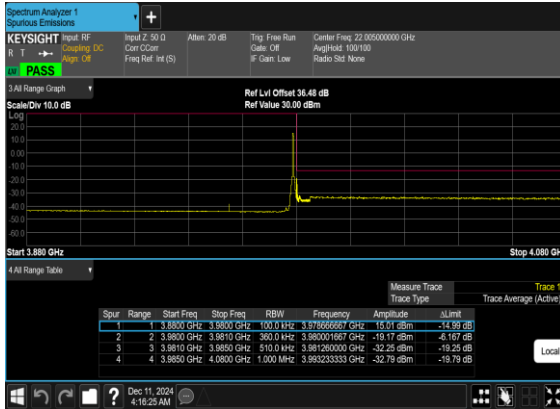 Spectrum Analyzer 1
Spurious Emissions
+
KEYSIGHT Input: RF Input Z: 50 Ω Atten: 20 dB Trig: Free Run Center Freq: 22.005000000 GHz
R T Coupling: DC Corr CCorr Gate: Off Avg|Hold: 100/100
Align: Off Freq Ref: Int (S) IF Gain: Low Radio Std: None
PASS
3 All Range Graph
Ref Lvl Offset 36.48 dB
Scale/Div 10.0 dB Ref Value 30.00 dBm
Log
20.0
10.0
0.00
-10.0
-20.0
-30.0
-40.0
-50.0
-60.0
Start 3.880 GHz Stop 4.080 GH
4 All Range Table
Measure Trace Trace 1
Trace Type Trace Average (Active)
Spur Range Start Freq Stop Freq RBW Frequency Amplitude ΔLimit
1 1 3.8800 GHz 3.9800 GHz 100.0 kHz 3.978666667 GHz 15.01 dBm -14.99 dB
2 2 3.9800 GHz 3.9810 GHz 360.0 kHz 3.980001667 GHz -19.17 dBm -6.167 dB
3 3 3.9810 GHz 3.9850 GHz 510.0 kHz 3.981260000 GHz -32.25 dBm -19.25 dB
4 4 3.9850 GHz 4.0800 GHz 1.000 MHz 3.993233333 GHz -32.79 dBm -19.79 dB
Local
? Dec 11, 2024
4:16:25 AM